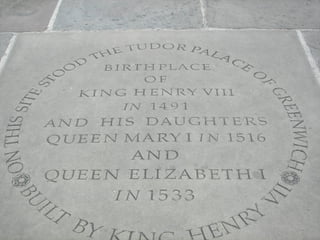 ON THIS SITE STOOD THE TUDOR PALACE OF GREENWICH
BIRTHPLACE
OF
KING HENRY VIII
IN 1491
AND HIS DAUGHTERS
QUEEN MARY I IN 1516
AND
QUEEN ELIZABETH I
IN 1533
BUILT BY KING HENRY VII